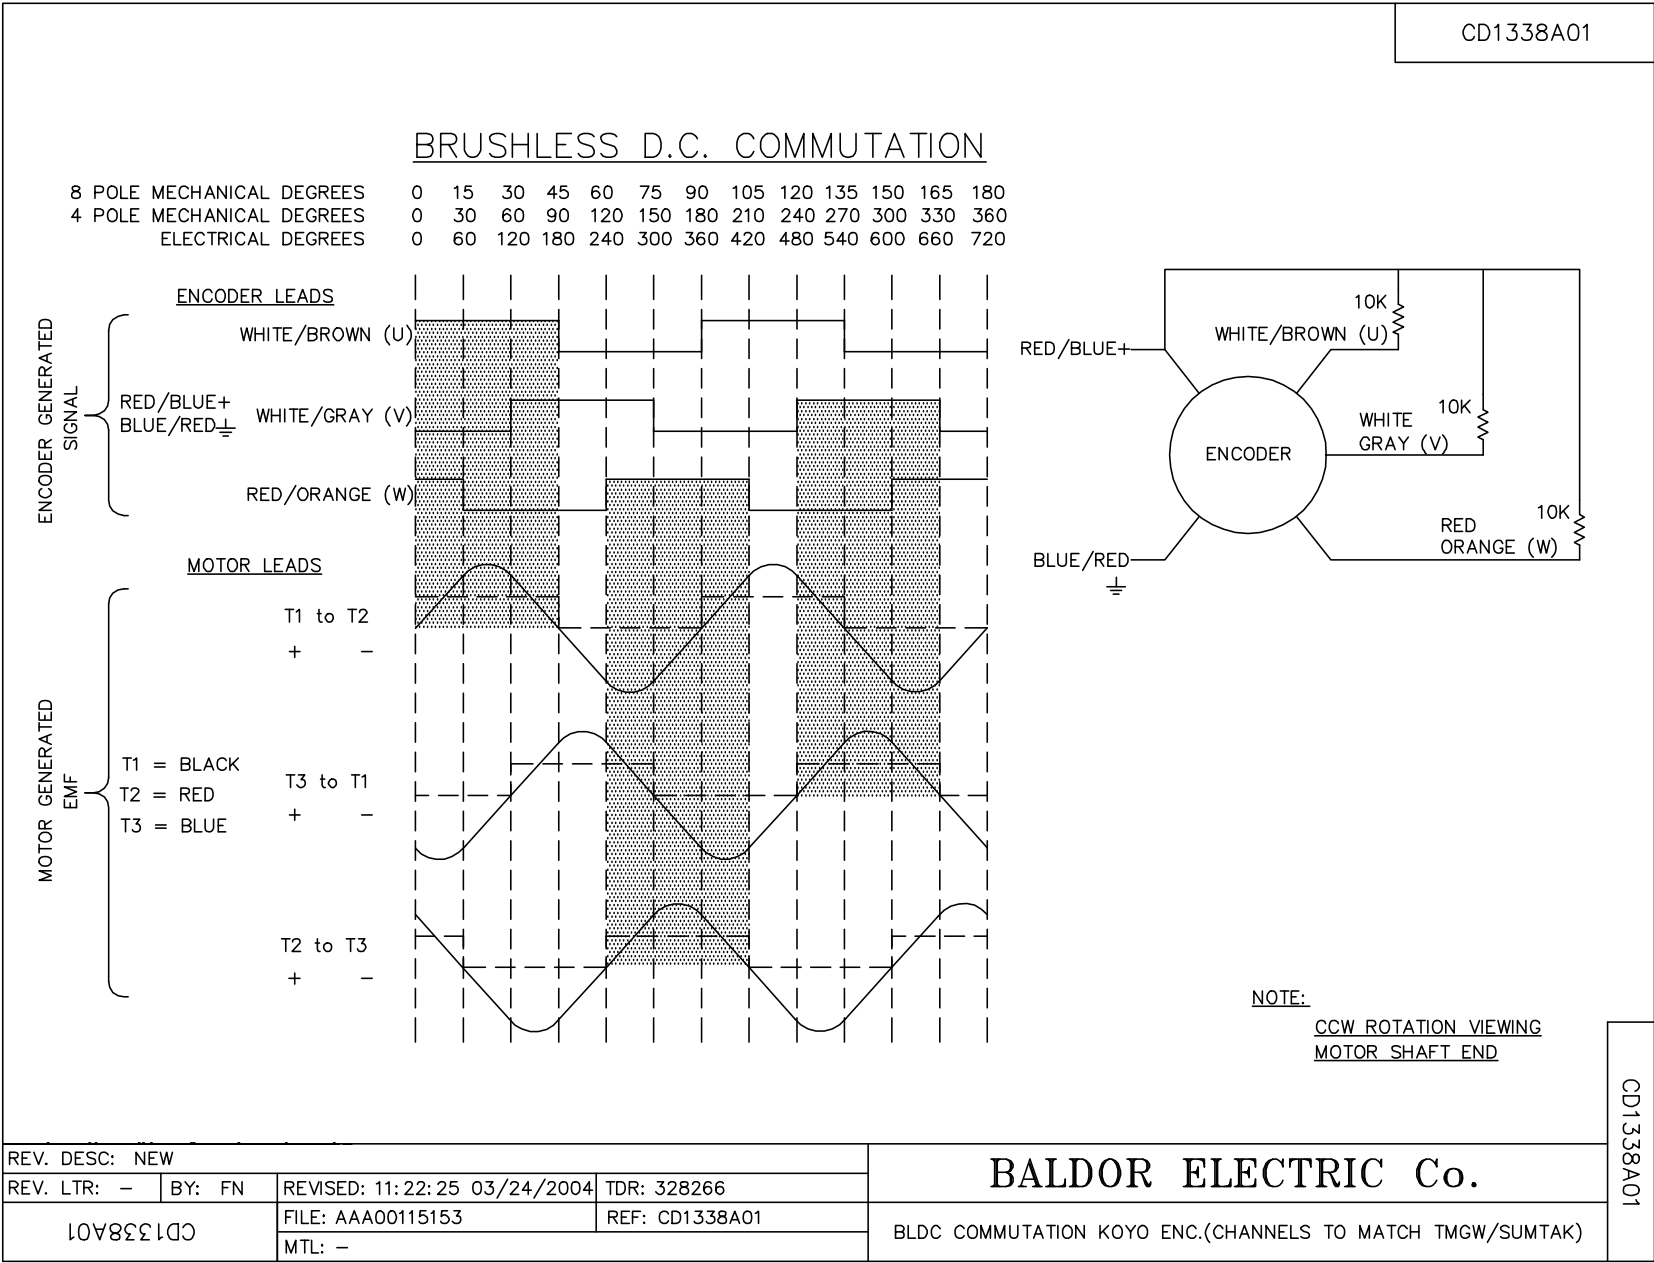 CD1338A01
BRUSHLESS D.C. COMMUTATION
8 POLE MECHANICAL DEGREES 0 15 30 45 60 75 90 105 120 135 150 165 180
4 POLE MECHANICAL DEGREES 0 30 60 90 120 150 180 210 240 270 300 330 360
ELECTRICAL DEGREES 0 60 120 180 240 300 360 420 480 540 600 660 720
ENCODER LEADS
ENCODER GENERATED
SIGNAL
RED/BLUE+
BLUE/RED
WHITE/BROWN (U)
WHITE/GRAY (V)
RED/ORANGE (W)
MOTOR LEADS
MOTOR GENERATED
EMF
T1 = BLACK
T2 = RED
T3 = BLUE
T1 to T2
+ −
T3 to T1
+ −
T2 to T3
+ −
10K
WHITE/BROWN (U)
RED/BLUE+
10K
WHITE
GRAY (V)
ENCODER
10K
RED
ORANGE (W)
BLUE/RED
NOTE:
CCW ROTATION VIEWING
MOTOR SHAFT END
CD1338A01
REV. DESC: NEW
REV. LTR: − BY: FN REVISED: 11:22:25 03/24/2004 TDR: 328266
CD1338A01
FILE: AAA00115153 REF: CD1338A01
MTL: −
BALDOR ELECTRIC Co.
BLDC COMMUTATION KOYO ENC.(CHANNELS TO MATCH TMGW/SUMTAK)